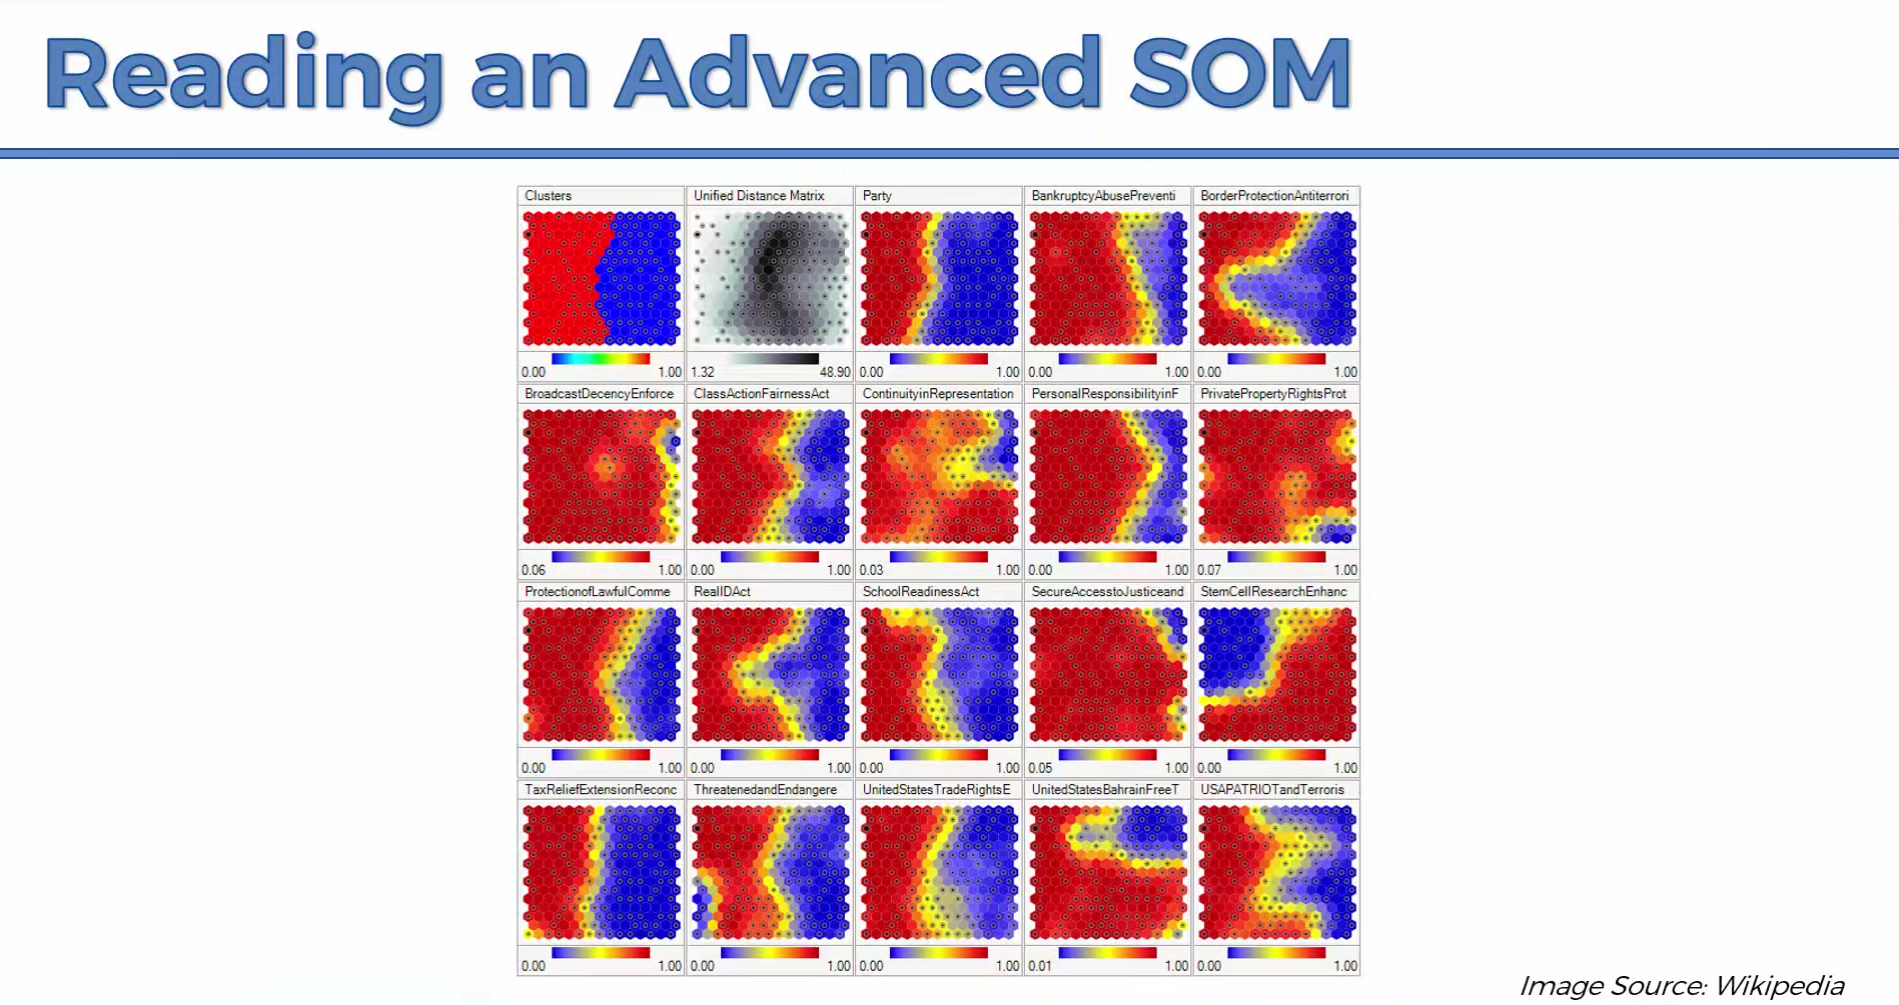 Reading an Advanced SOM
Clusters
Unified Distance Matrix
Party
BankruptcyAbusePreventi
BorderProtectionAntiterrori
0.00 1.00
1.32 48.90
0.00 1.00
0.00 1.00
0.00 1.00
BroadcastDecencyEnforce
ClassActionFairnessAct
ContinuityinRepresentation
PersonalResponsibilityinF
PrivatePropertyRightsProt
0.06 1.00
0.00 1.00
0.03 1.00
0.00 1.00
0.07 1.00
ProtectionofLawfulComme
RealIDAct
SchoolReadinessAct
SecureAccesstoJusticeand
StemCellResearchEnhanc
0.00 1.00
0.00 1.00
0.00 1.00
0.05 1.00
0.00 1.00
TaxReliefExtensionReconc
ThreatenedandEndangere
UnitedStatesTradeRightsE
UnitedStatesBahrainFreeT
USAPATRIOTandTerroris
0.00 1.00
0.00 1.00
0.00 1.00
0.01 1.00
0.00 1.00
Image Source: Wikipedia